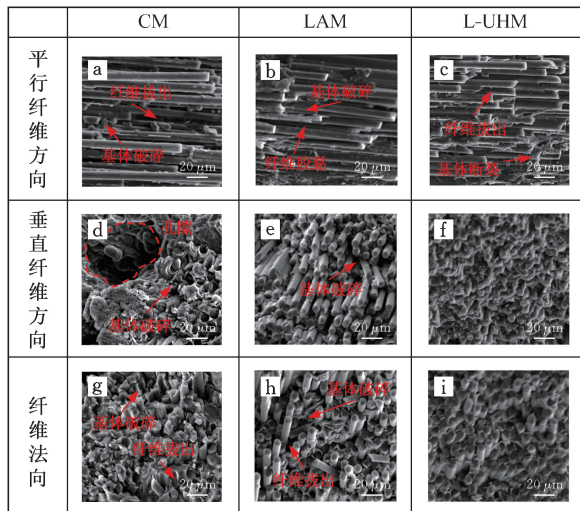 CM LAM L-UHM
平行纤维方向
a
纤维拔出
基体破碎
20 μm
b
基体破碎
纤维脱黏
20 μm
c
纤维拔出
基体断裂
20 μm
垂直纤维方向
d
孔洞
基体破碎
20 μm
e
基体破碎
20 μm
f
20 μm
纤维法向
g
基体破碎
纤维拔出
20 μm
h
基体破碎
纤维拔出
20 μm
i
20 μm